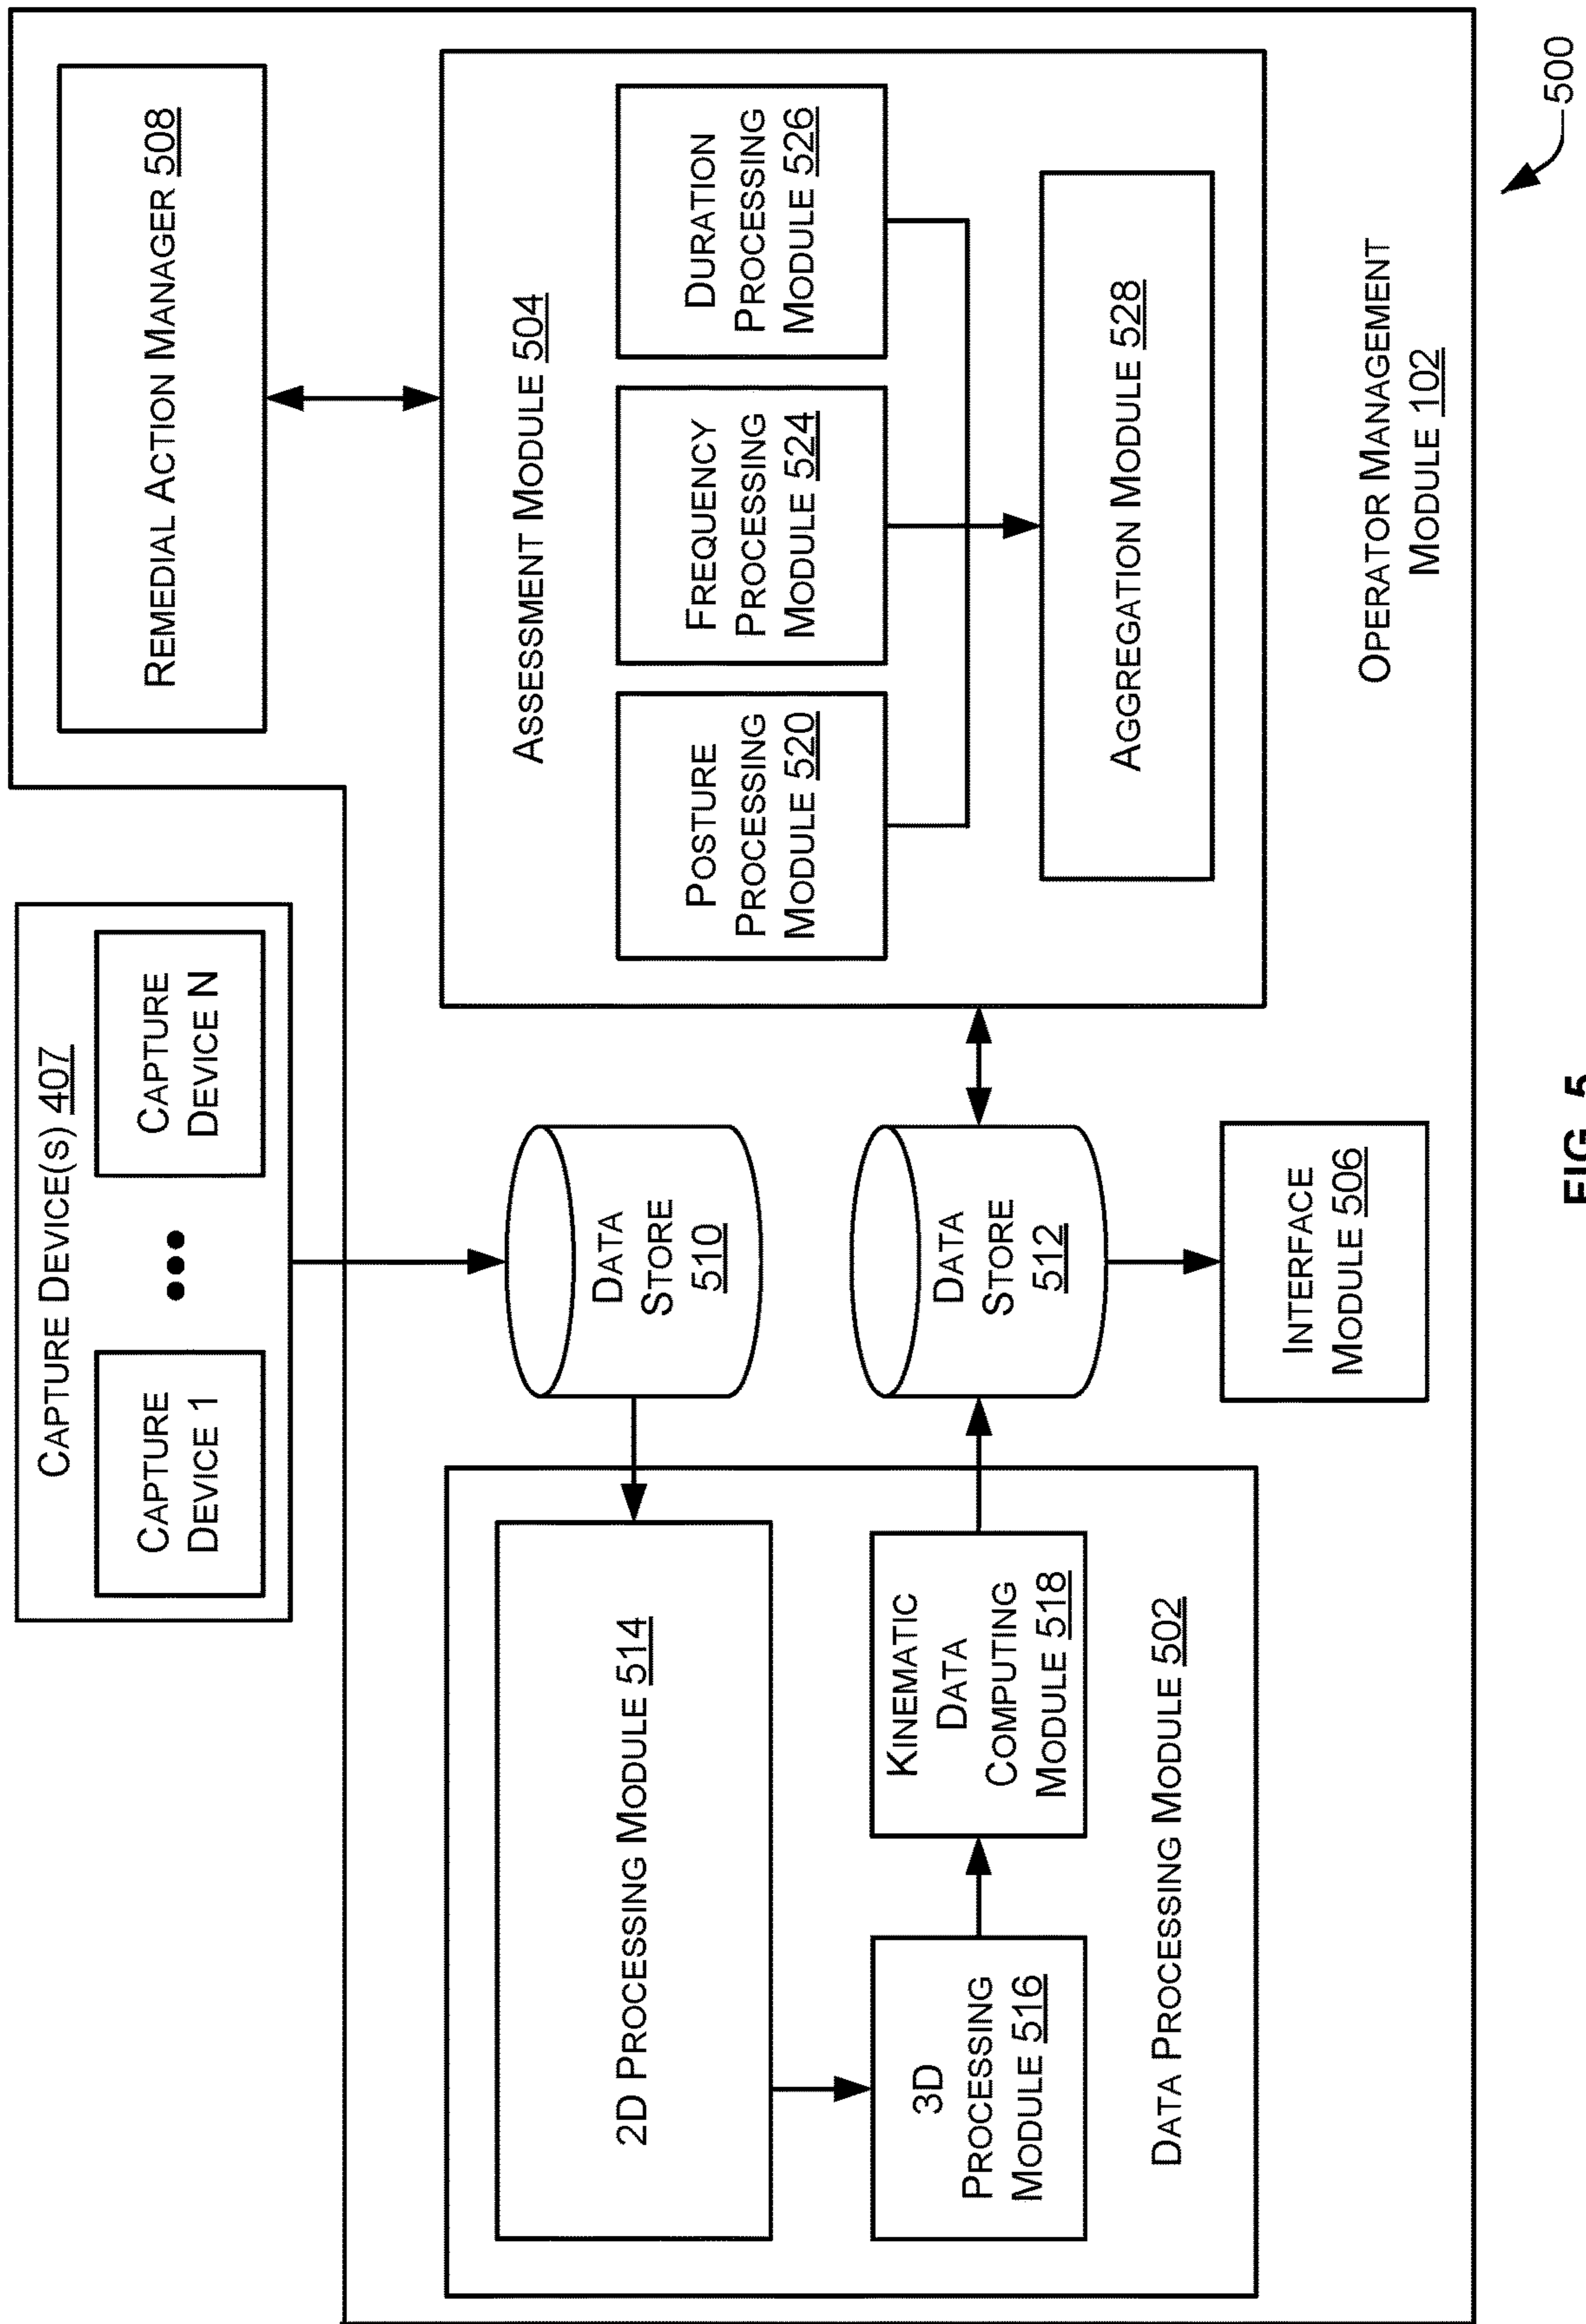 CAPTURE DEVICE(S) 407
CAPTURE
DEVICE 1
CAPTURE
DEVICE N
REMEDIAL ACTION MANAGER 508
DATA
STORE
510
DATA
STORE
512
INTERFACE
MODULE 506
2D PROCESSING MODULE 514
3D
PROCESSING
MODULE 516
KINEMATIC
DATA
COMPUTING
MODULE 518
DATA PROCESSING MODULE 502
ASSESSMENT MODULE 504
POSTURE
PROCESSING
MODULE 520
FREQUENCY
PROCESSING
MODULE 524
DURATION
PROCESSING
MODULE 526
AGGREGATION MODULE 528
OPERATOR MANAGEMENT
MODULE 102
500
FIG. 5